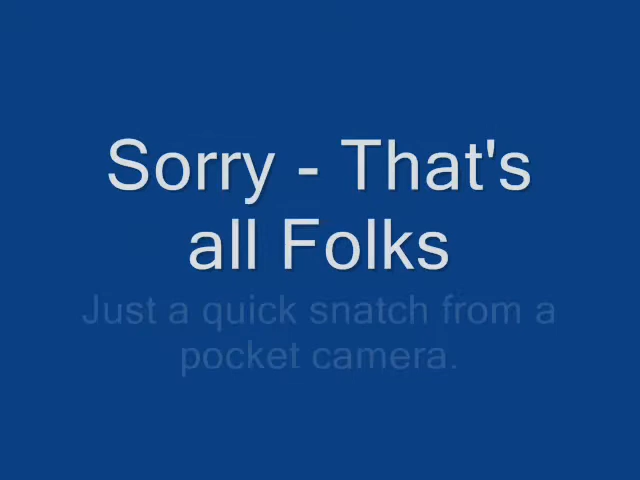 Sorry - That's
all Folks
Just a quick snatch from a
pocket camera.